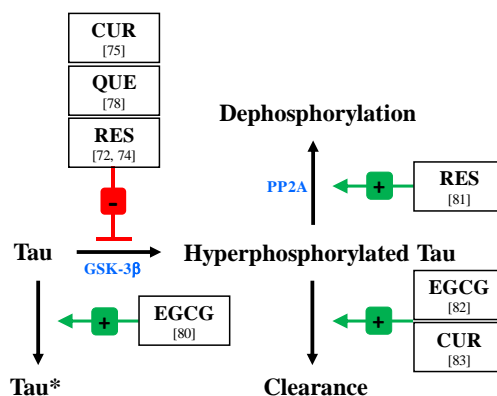 CUR
[75]
QUE
[78]
RES
[72, 74]
Dephosphorylation
-
PP2A
+
RES
[81]
Tau
GSK-3β
Hyperphosphorylated Tau
+
EGCG
[80]
+
EGCG
[82]
CUR
[83]
Tau*
Clearance